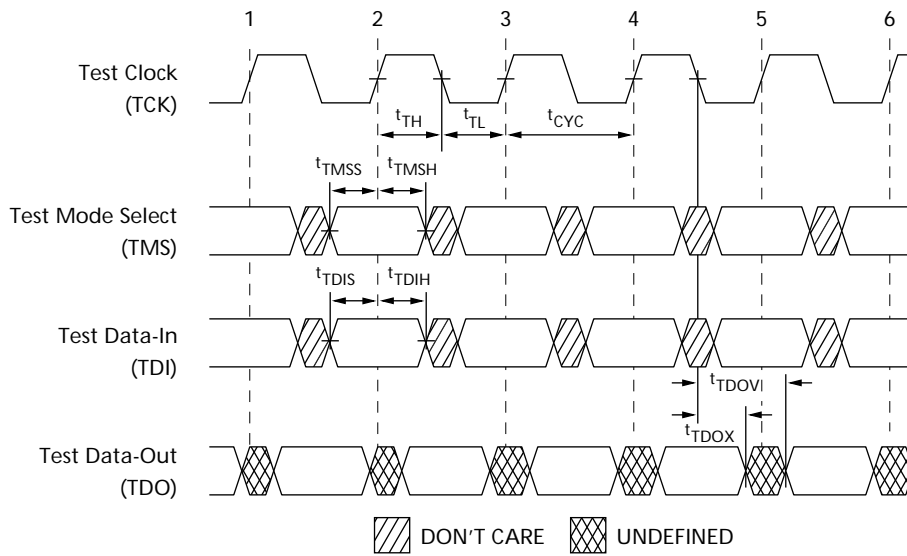 1 2 3 4 5 6
Test Clock
(TCK)
tTH tTL tCYC
tTMSS tTMSH
Test Mode Select
(TMS)
tTDIS tTDIH
Test Data-In
(TDI)
tTDOV
tTDOX
Test Data-Out
(TDO)
DON'T CARE UNDEFINED